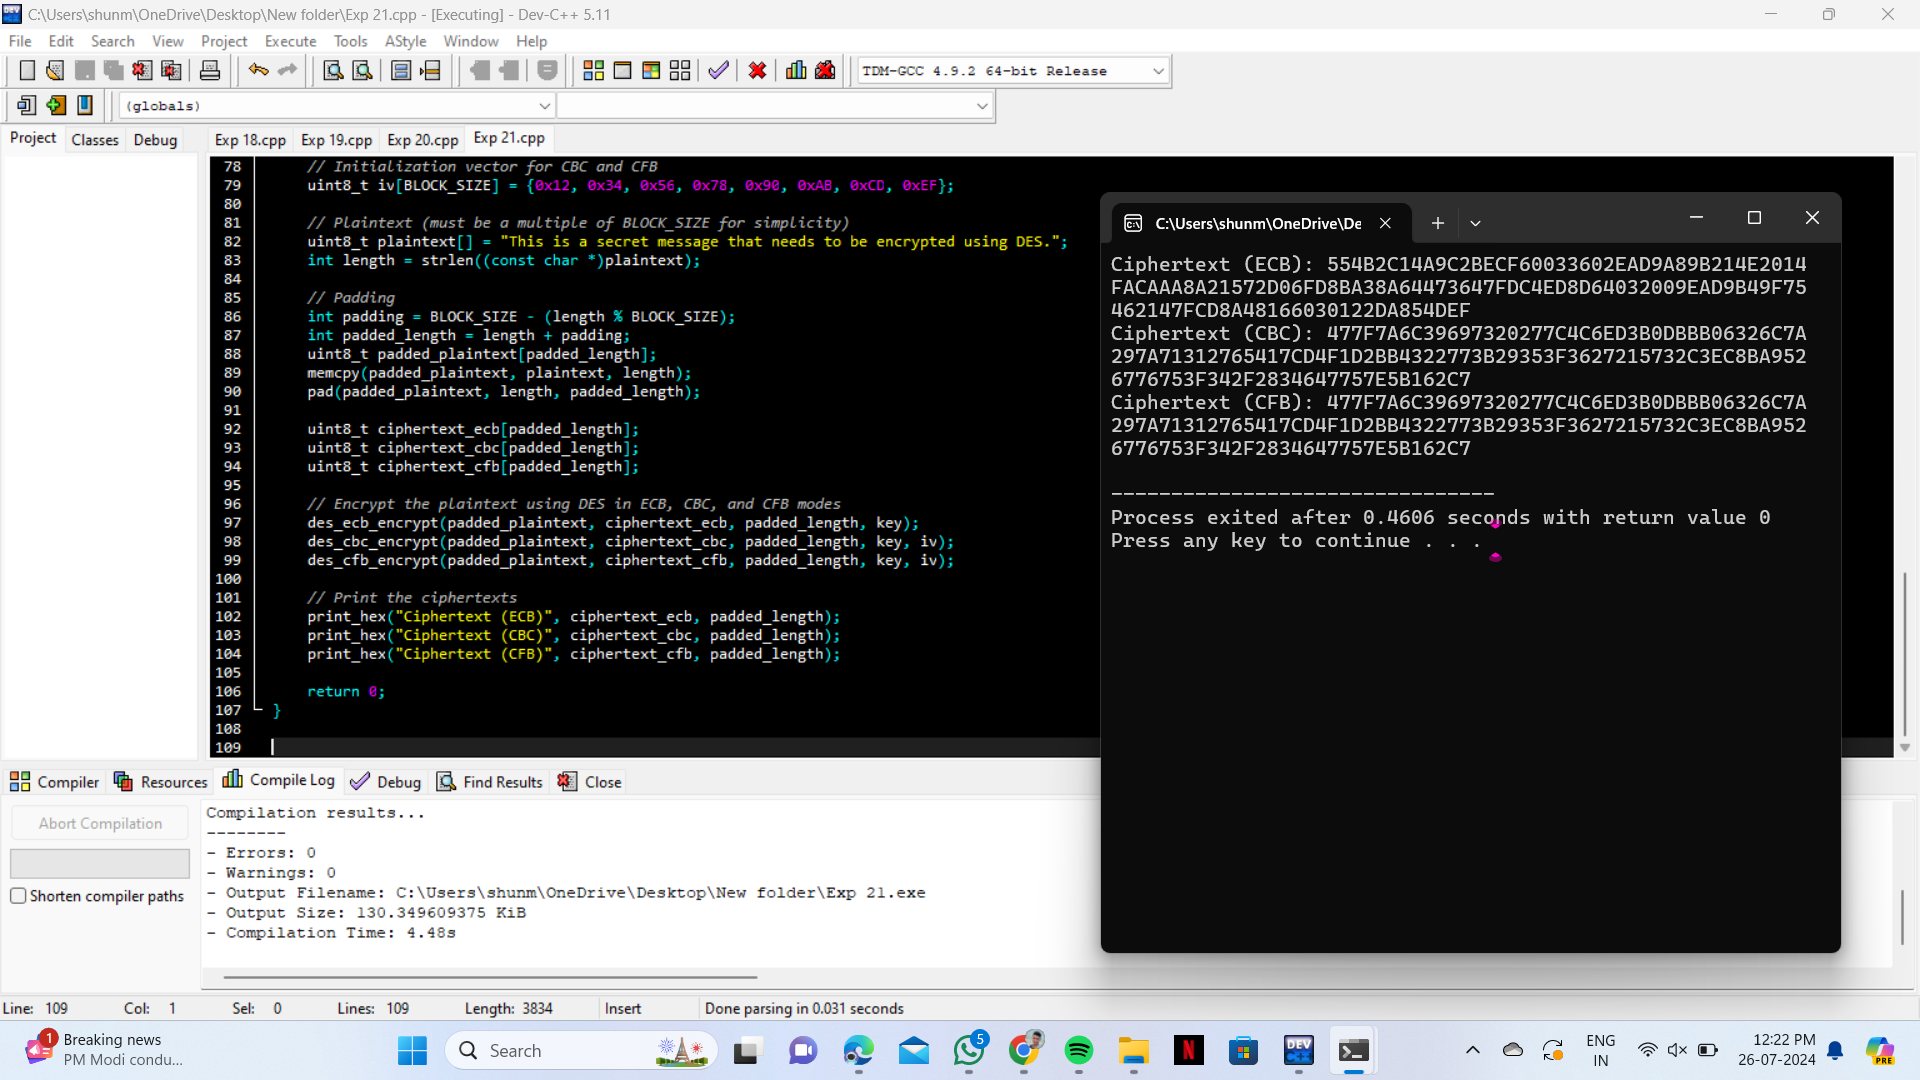 C:\Users\shunm\OneDrive\Desktop\New folder\Exp 21.cpp - [Executing] - Dev-C++ 5.11
File Edit Search View Project Execute Tools AStyle Window Help
TDM-GCC 4.9.2 64-bit Release
(globals)
Project Classes Debug
Exp 18.cpp Exp 19.cpp Exp 20.cpp Exp 21.cpp
78 // Initialization vector for CBC and CFB
79 uint8_t iv[BLOCK_SIZE] = {0x12, 0x34, 0x56, 0x78, 0x90, 0xAB, 0xCD, 0xEF};
80
81 // Plaintext (must be a multiple of BLOCK_SIZE for simplicity)
82 uint8_t plaintext[] = "This is a secret message that needs to be encrypted using DES.";
83 int length = strlen((const char *)plaintext);
84
85 // Padding
86 int padding = BLOCK_SIZE - (length % BLOCK_SIZE);
87 int padded_length = length + padding;
88 uint8_t padded_plaintext[padded_length];
89 memcpy(padded_plaintext, plaintext, length);
90 pad(padded_plaintext, length, padded_length);
91
92 uint8_t ciphertext_ecb[padded_length];
93 uint8_t ciphertext_cbc[padded_length];
94 uint8_t ciphertext_cfb[padded_length];
95
96 // Encrypt the plaintext using DES in ECB, CBC, and CFB modes
97 des_ecb_encrypt(padded_plaintext, ciphertext_ecb, padded_length, key);
98 des_cbc_encrypt(padded_plaintext, ciphertext_cbc, padded_length, key, iv);
99 des_cfb_encrypt(padded_plaintext, ciphertext_cfb, padded_length, key, iv);
100
101 // Print the ciphertexts
102 print_hex("Ciphertext (ECB)", ciphertext_ecb, padded_length);
103 print_hex("Ciphertext (CBC)", ciphertext_cbc, padded_length);
104 print_hex("Ciphertext (CFB)", ciphertext_cfb, padded_length);
105
106 return 0;
107 }
108
109
C:\Users\shunm\OneDrive\De
Ciphertext (ECB): 554B2C14A9C2BECF60033602EAD9A89B214E2014
FACAAA8A21572D06FD8BA38A64473647FDC4ED8D64032009EAD9B49F75
462147FCD8A48166030122DA854DEF
Ciphertext (CBC): 477F7A6C39697320277C4C6ED3B0DBBB06326C7A
297A71312765417CD4F1D2BB4322773B29353F3627215732C3EC8BA952
6776753F342F2834647757E5B162C7
Ciphertext (CFB): 477F7A6C39697320277C4C6ED3B0DBBB06326C7A
297A71312765417CD4F1D2BB4322773B29353F3627215732C3EC8BA952
6776753F342F2834647757E5B162C7
--------------------------------
Process exited after 0.4606 seconds with return value 0
Press any key to continue . . .
Compiler Resources Compile Log Debug Find Results Close
Abort Compilation
Shorten compiler paths
Compilation results...
--------
- Errors: 0
- Warnings: 0
- Output Filename: C:\Users\shunm\OneDrive\Desktop\New folder\Exp 21.exe
- Output Size: 130.349609375 KiB
- Compilation Time: 4.48s
Line: 109 Col: 1 Sel: 0 Lines: 109 Length: 3834 Insert Done parsing in 0.031 seconds
1
Breaking news
PM Modi condu...
Search
5
DEV
C++
ENG
IN
12:22 PM
26-07-2024
PRE